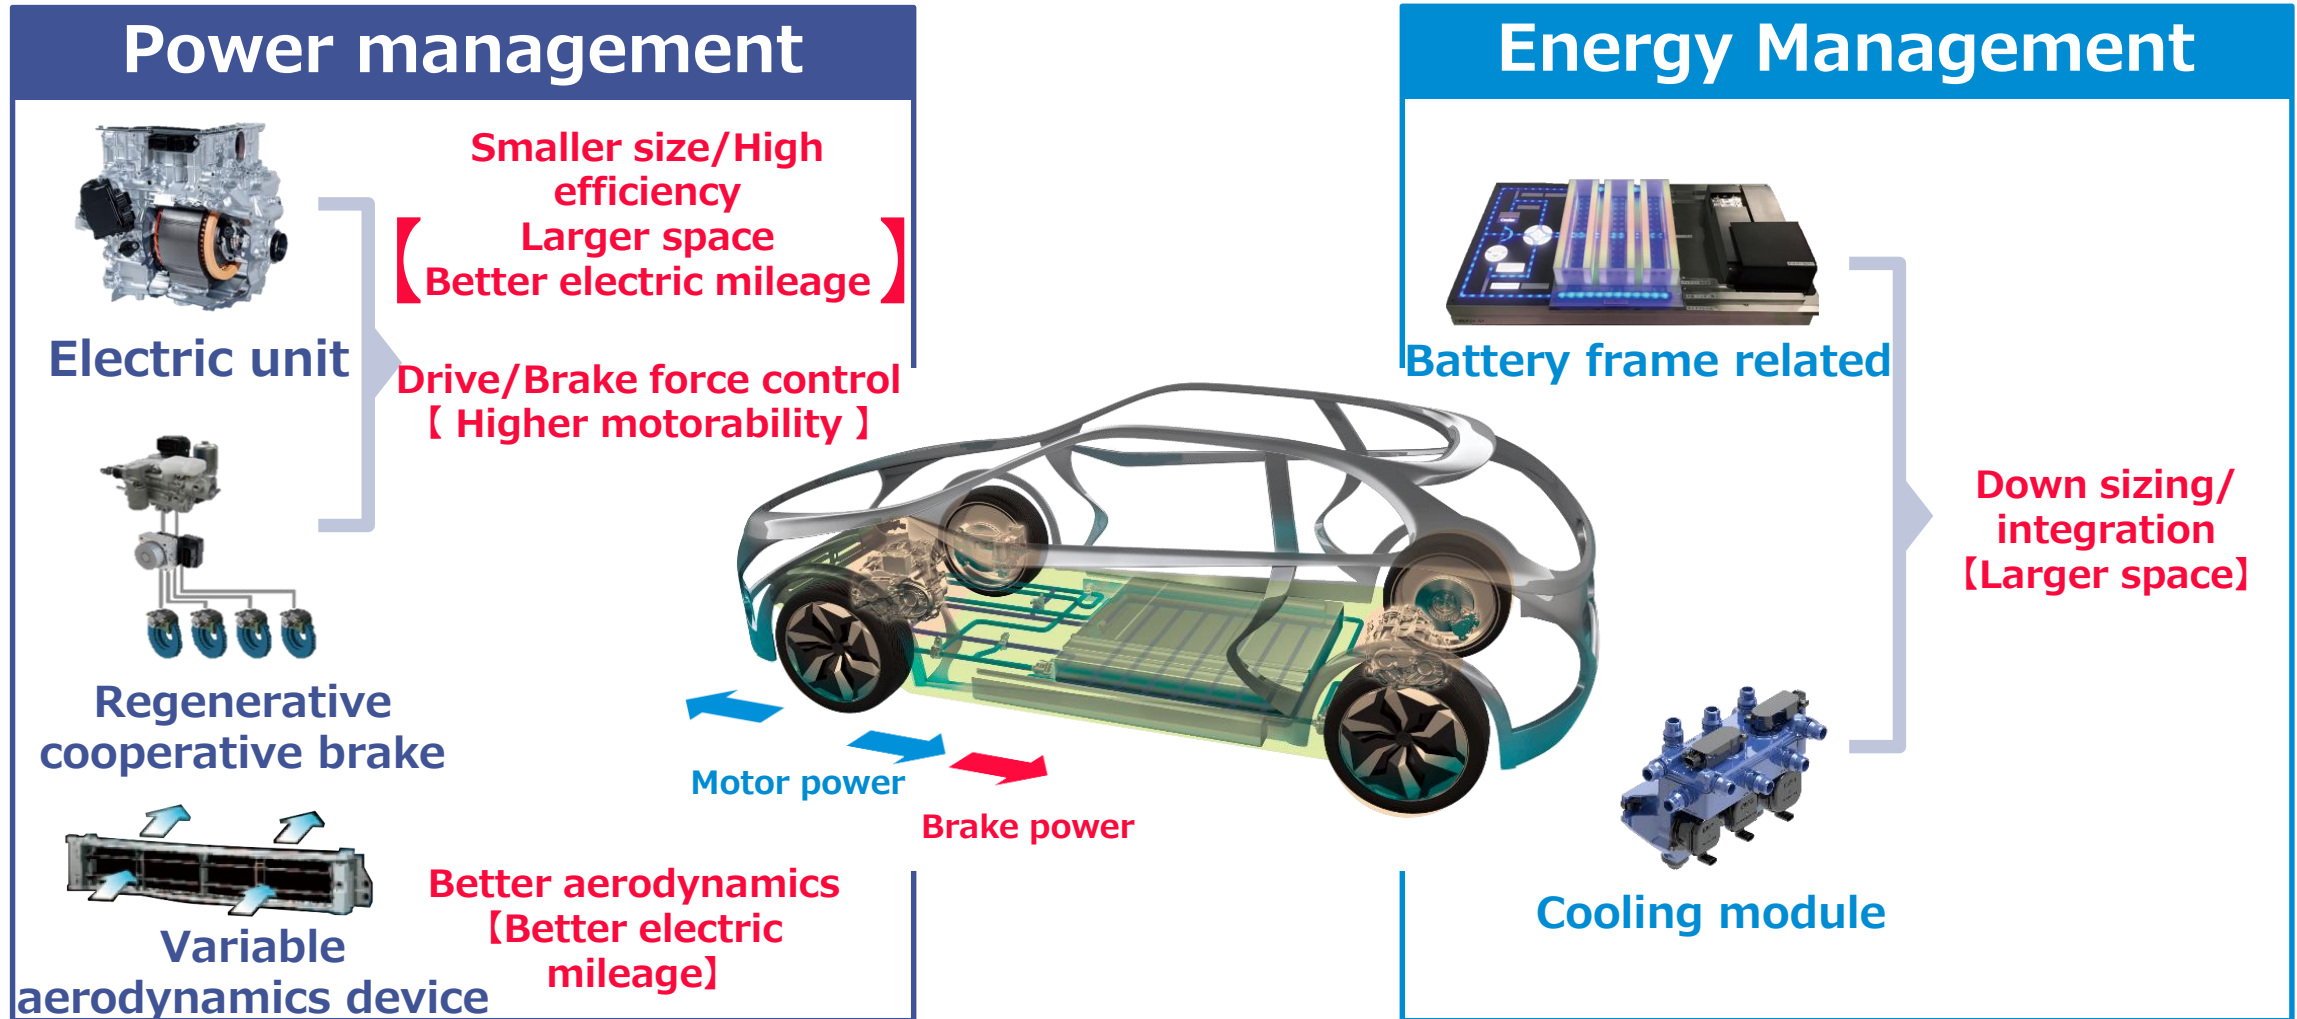 Power management
Smaller size/High
efficiency
Larger space
Better electric mileage
Electric unit
Drive/Brake force control
【 Higher motorability 】
Regenerative
cooperative brake
Better aerodynamics
【Better electric
mileage】
Variable
aerodynamics device
Motor power
Brake power
Energy Management
Battery frame related
Down sizing/
integration
【Larger space】
Cooling module